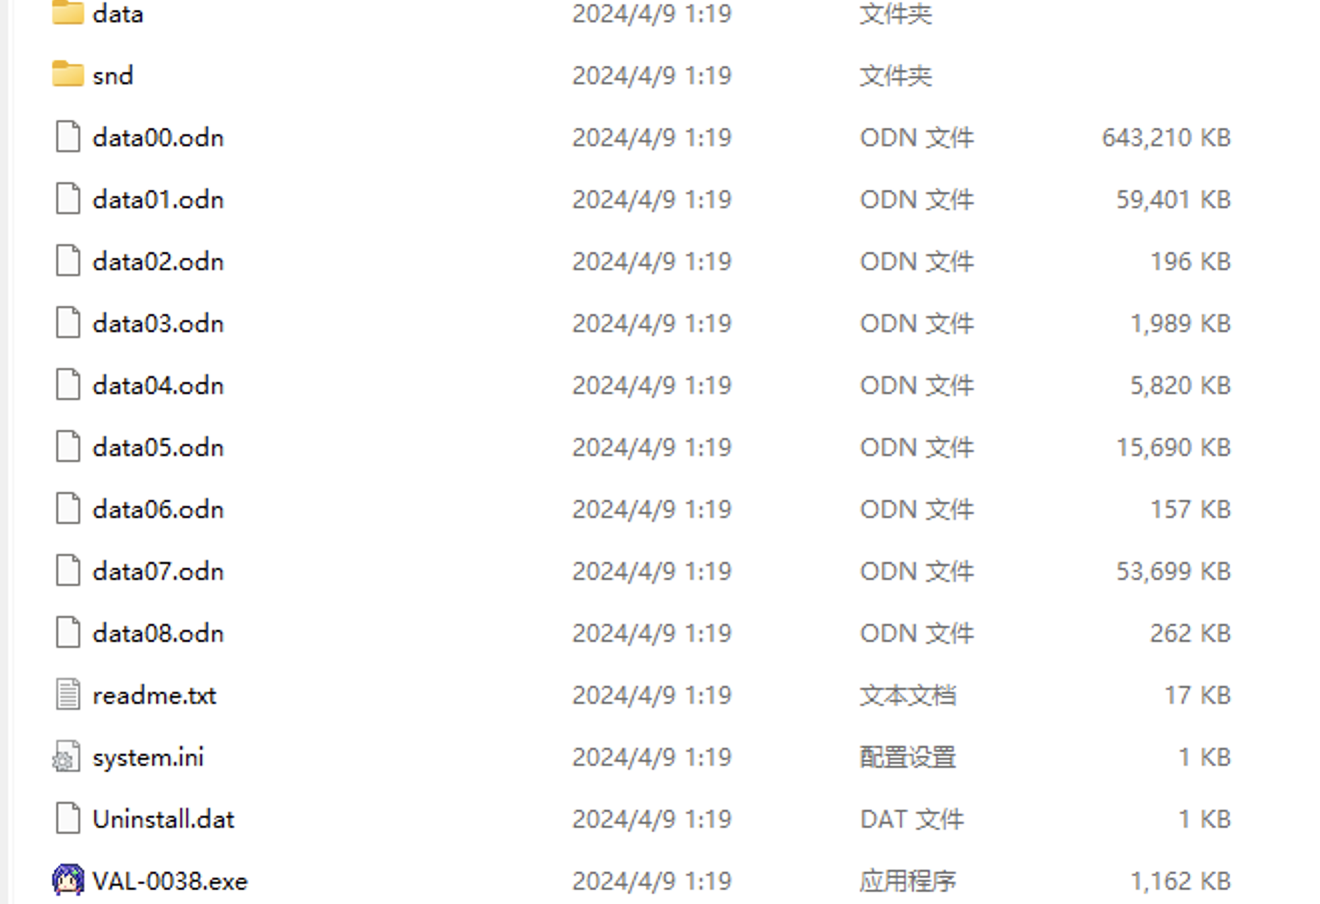 data 2024/4/9 1:19 文件夹
snd 2024/4/9 1:19 文件夹
data00.odn 2024/4/9 1:19 ODN 文件 643,210 KB
data01.odn 2024/4/9 1:19 ODN 文件 59,401 KB
data02.odn 2024/4/9 1:19 ODN 文件 196 KB
data03.odn 2024/4/9 1:19 ODN 文件 1,989 KB
data04.odn 2024/4/9 1:19 ODN 文件 5,820 KB
data05.odn 2024/4/9 1:19 ODN 文件 15,690 KB
data06.odn 2024/4/9 1:19 ODN 文件 157 KB
data07.odn 2024/4/9 1:19 ODN 文件 53,699 KB
data08.odn 2024/4/9 1:19 ODN 文件 262 KB
readme.txt 2024/4/9 1:19 文本文档 17 KB
system.ini 2024/4/9 1:19 配置设置 1 KB
Uninstall.dat 2024/4/9 1:19 DAT 文件 1 KB
VAL-0038.exe 2024/4/9 1:19 应用程序 1,162 KB